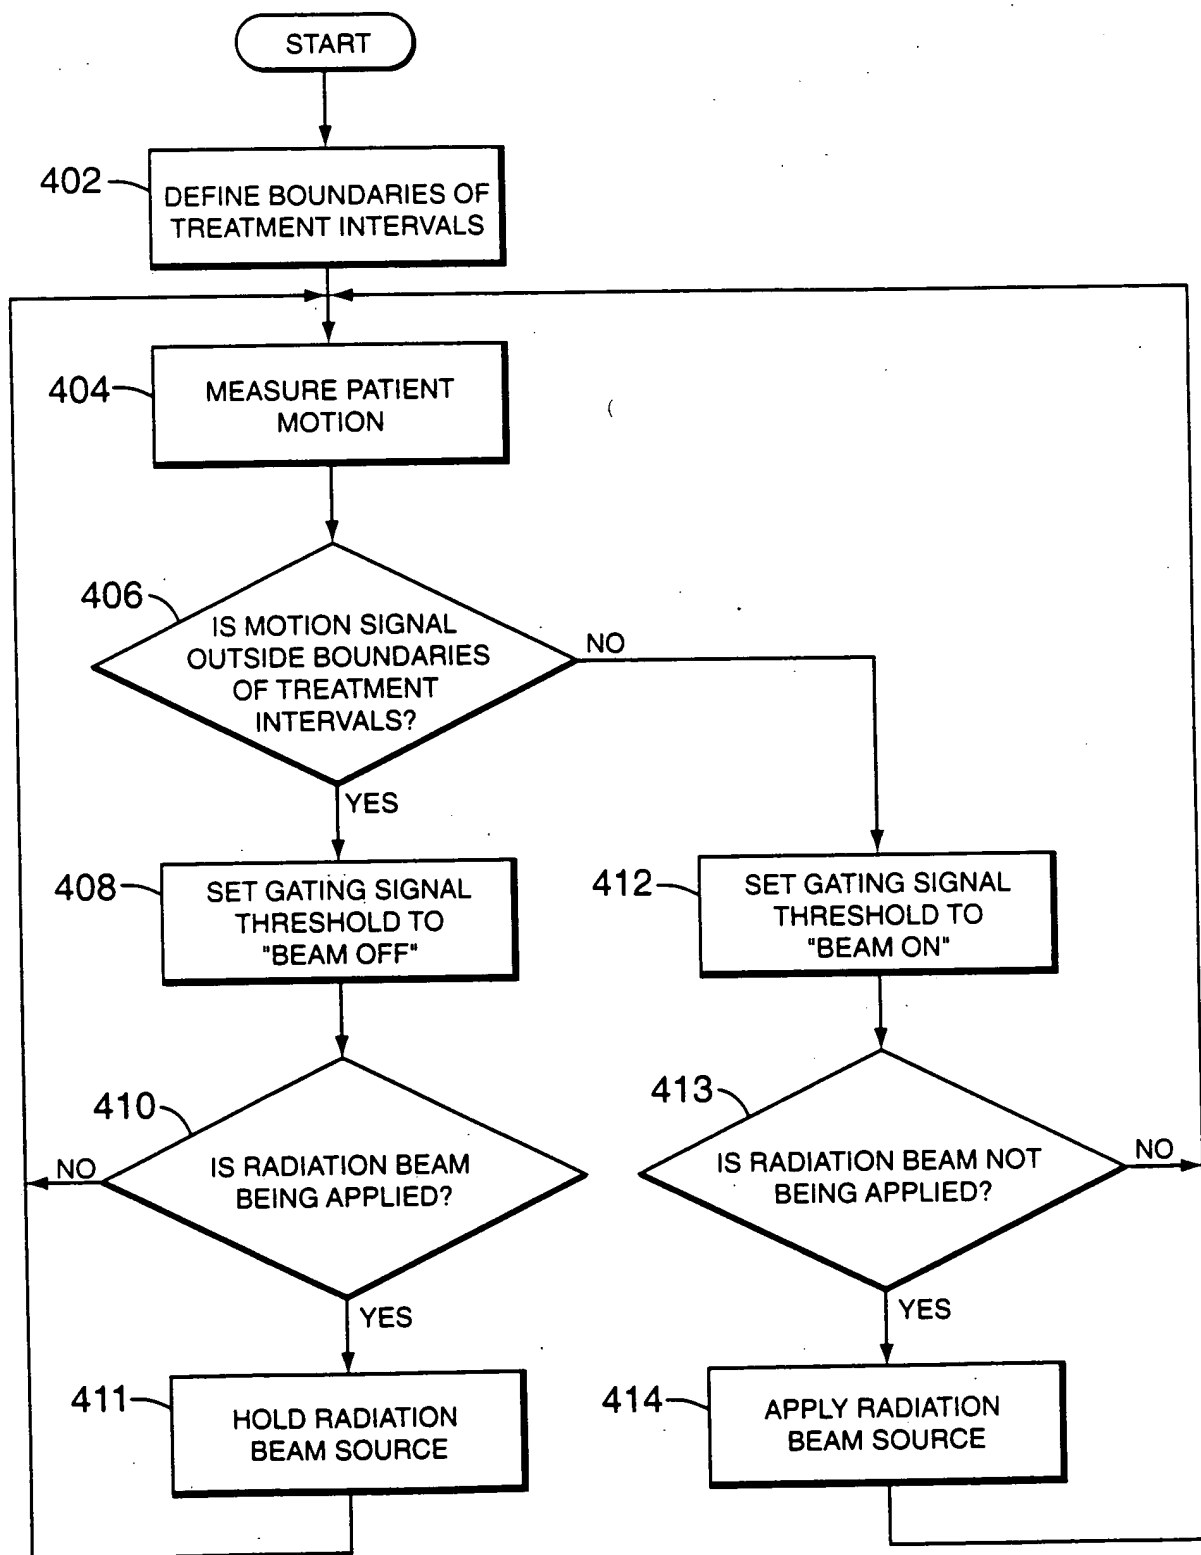 START
402
DEFINE BOUNDARIES OF
TREATMENT INTERVALS
404
MEASURE PATIENT
MOTION
406
IS MOTION SIGNAL
OUTSIDE BOUNDARIES
OF TREATMENT
INTERVALS?
NO
YES
408
SET GATING SIGNAL
THRESHOLD TO
"BEAM OFF"
412
SET GATING SIGNAL
THRESHOLD TO
"BEAM ON"
410
IS RADIATION BEAM
BEING APPLIED?
NO
YES
413
IS RADIATION BEAM NOT
BEING APPLIED?
NO
YES
411
HOLD RADIATION
BEAM SOURCE
414
APPLY RADIATION
BEAM SOURCE